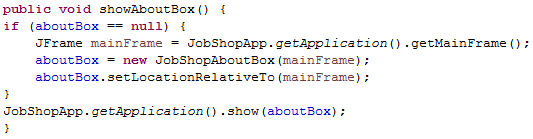 public void showAboutBox() {
if (aboutBox == null) {
    JFrame mainFrame = JobShopApp.getApplication().getMainFrame();
    aboutBox = new JobShopAboutBox(mainFrame);
    aboutBox.setLocationRelativeTo(mainFrame);
}
JobShopApp.getApplication().show(aboutBox);
}